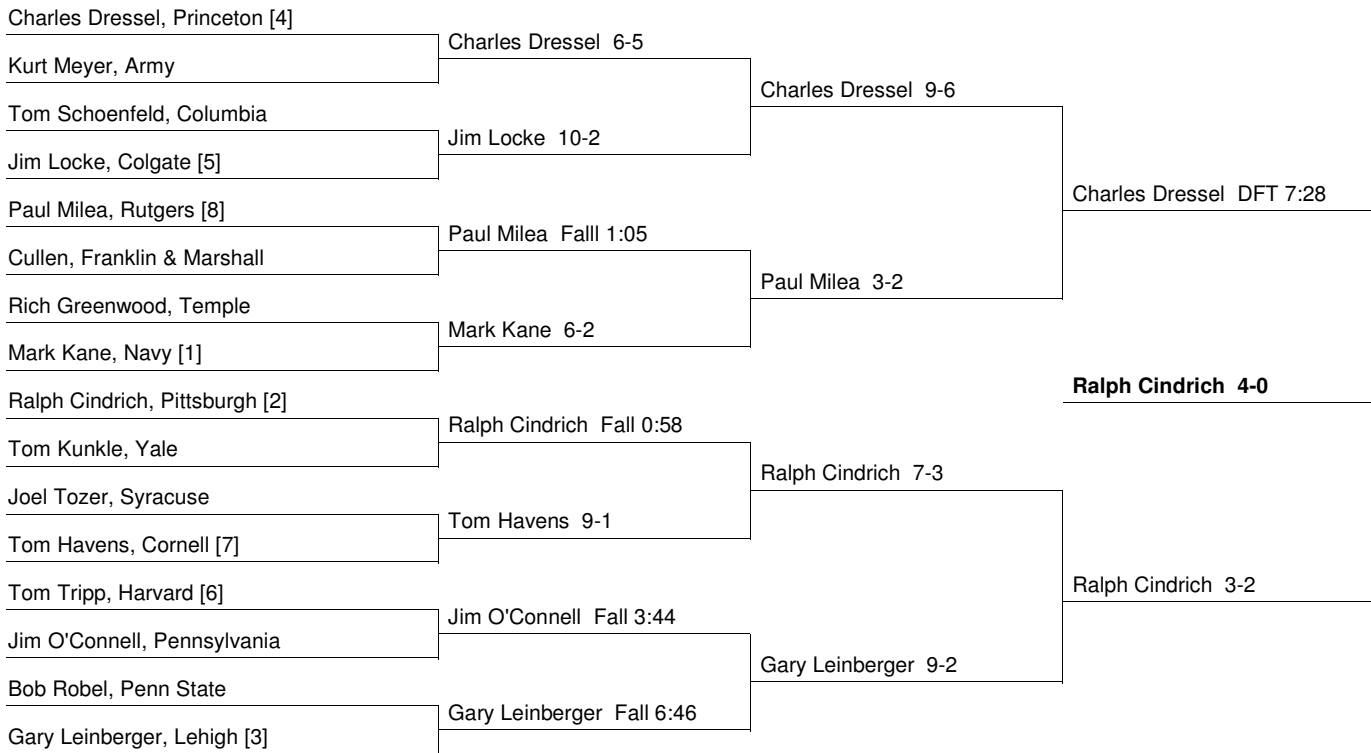 Charles Dressel, Princeton [4]
Kurt Meyer, Army
Tom Schoenfeld, Columbia
Jim Locke, Colgate [5]
Paul Milea, Rutgers [8]
Cullen, Franklin & Marshall
Rich Greenwood, Temple
Mark Kane, Navy [1]
Ralph Cindrich, Pittsburgh [2]
Tom Kunkle, Yale
Joel Tozer, Syracuse
Tom Havens, Cornell [7]
Tom Tripp, Harvard [6]
Jim O'Connell, Pennsylvania
Bob Robel, Penn State
Gary Leinberger, Lehigh [3]
Charles Dressel 6-5
Jim Locke 10-2
Paul Milea Falll 1:05
Mark Kane 6-2
Ralph Cindrich Fall 0:58
Tom Havens 9-1
Jim O'Connell Fall 3:44
Gary Leinberger Fall 6:46
Charles Dressel 9-6
Paul Milea 3-2
Ralph Cindrich 7-3
Gary Leinberger 9-2
Charles Dressel DFT 7:28
Ralph Cindrich 3-2
Ralph Cindrich 4-0